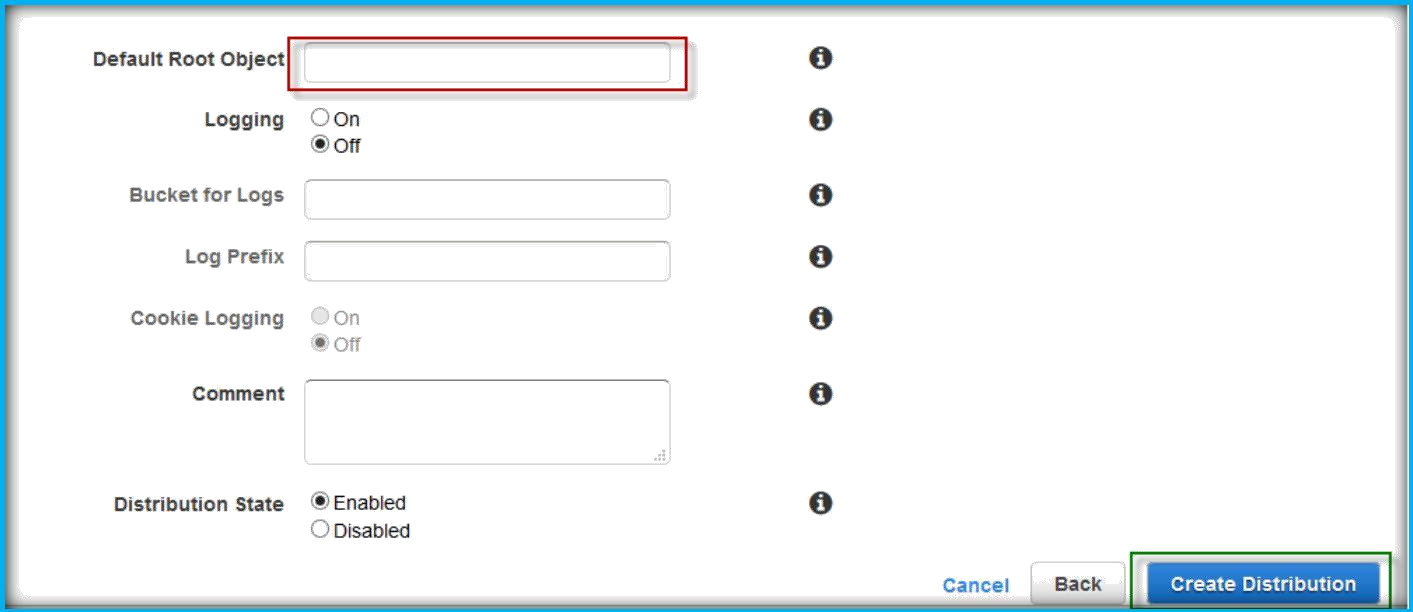 Default Root Object
Logging
On
Off
Bucket for Logs
Log Prefix
Cookie Logging
On
Off
Comment
Distribution State
Enabled
Disabled
Cancel Back Create Distribution